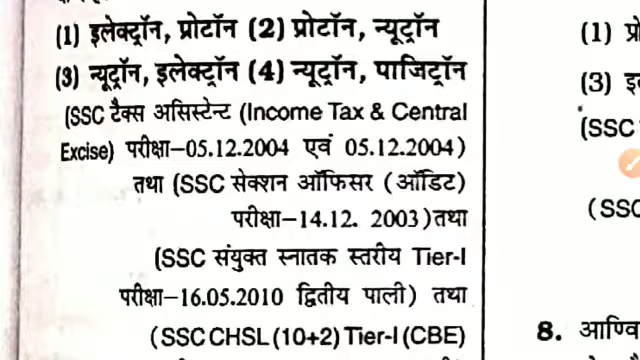 (1) इलेक्ट्रॉन, प्रोटॉन (2) प्रोटॉन, न्यूट्रॉन
(3) न्यूट्रॉन, इलेक्ट्रॉन (4) न्यूट्रॉन, पाजिट्रॉन
(SSC टैक्स असिस्टेन्ट (Income Tax & Central
Excise) परीक्षा–05.12.2004 एवं 05.12.2004)
तथा (SSC सेक्शन ऑफिसर (ऑडिट)
परीक्षा–14.12. 2003)तथा
(SSC संयुक्त स्नातक स्तरीय Tier-I
परीक्षा–16.05.2010 द्वितीय पाली) तथा
(SSC CHSL (10+2) Tier-I (CBE)
(1)
(3)
(SSC
(SSC
8.